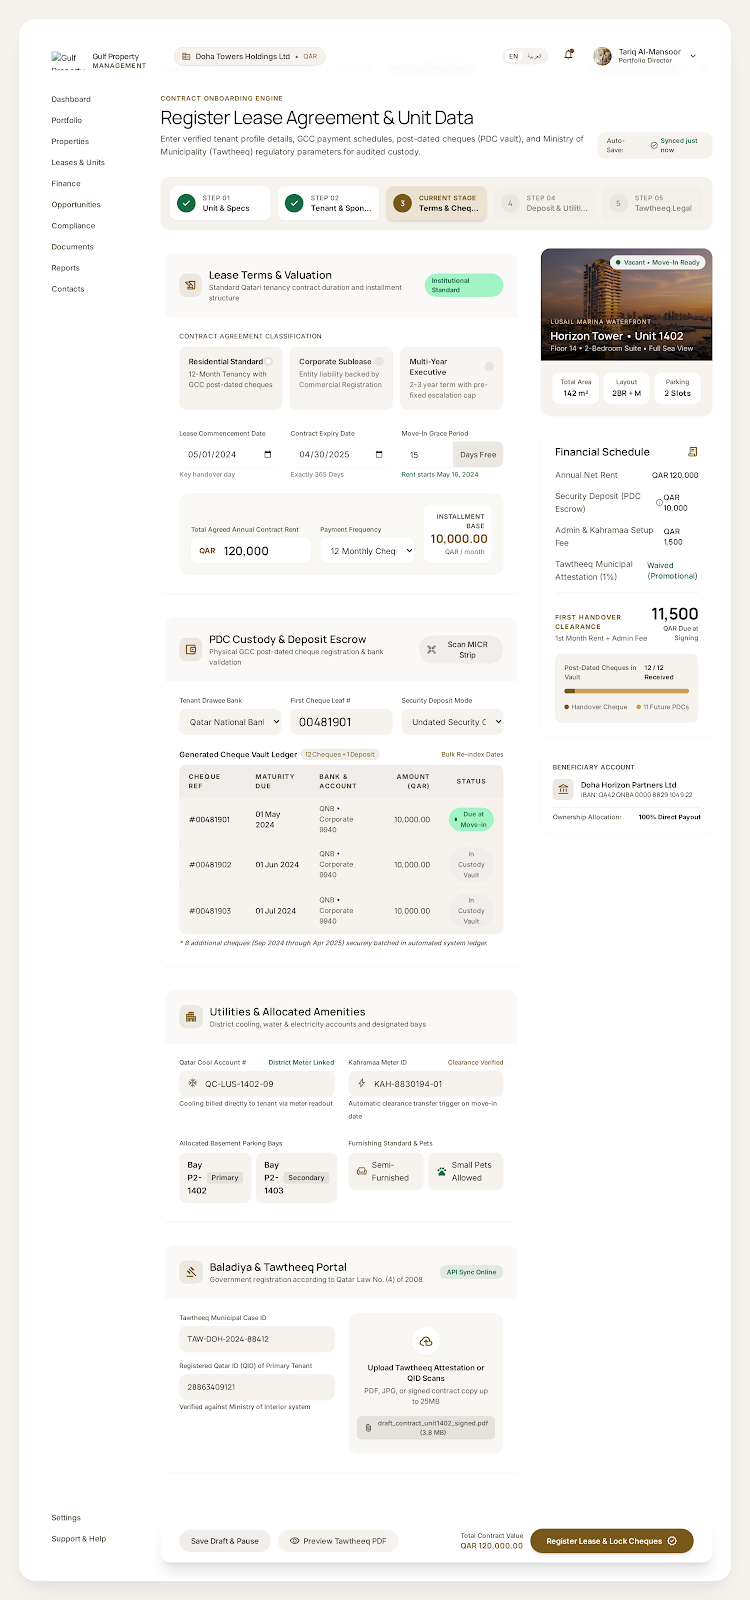 Gulf Property
Gulf Property
MANAGEMENT
Doha Towers Holdings Ltd • QAR
EN العربية
Tariq Al-Mansoor
Portfolio Director
Dashboard
Portfolio
Properties
Leases & Units
Finance
Opportunities
Compliance
Documents
Reports
Contacts
Settings
Support & Help
CONTRACT ONBOARDING ENGINE
Register Lease Agreement & Unit Data
Enter verified tenant profile details, GCC payment schedules, post-dated cheques (PDC vault), and Ministry of
Municipality (Tawtheeq) regulatory parameters for audited custody.
Auto-
Save:
Synced just
now
STEP 01
Unit & Specs
STEP 02
Tenant & Spon...
3
CURRENT STAGE
Terms & Cheq...
4
STEP 04
Deposit & Utiliti...
5
STEP 05
Tawtheeq Legal
Lease Terms & Valuation
Standard Qatari tenancy contract duration and installment
structure
Institutional
Standard
CONTRACT AGREEMENT CLASSIFICATION
Residential Standard
12-Month Tenancy with
GCC post-dated cheques
Corporate Sublease
Entity liability backed by
Commercial Registration
Multi-Year
Executive
2-3 year term with pre-
fixed escalation cap
Lease Commencement Date
05/01/2024
Key handover day
Contract Expiry Date
04/30/2025
Exactly 365 Days
Move-In Grace Period
15 Days Free
Rent starts May 16, 2024
Total Agreed Annual Contract Rent
QAR 120,000
Payment Frequency
12 Monthly Cheq
INSTALLMENT
BASE
10,000.00
QAR / month
PDC Custody & Deposit Escrow
Physical GCC post-dated cheque registration & bank
validation
Scan MICR
Strip
Tenant Drawee Bank
Qatar National Banl
First Cheque Leaf #
00481901
Security Deposit Mode
Undated Security C
Generated Cheque Vault Ledger 12 Cheques + 1 Deposit Bulk Re-index Dates
CHEQUE
REF
MATURITY
DUE
BANK &
ACCOUNT
AMOUNT
(QAR)
STATUS
#00481901
01 May
2024
QNB •
Corporate
9940
10,000.00
Due at
Move-in
#00481902
01 Jun 2024
QNB •
Corporate
9940
10,000.00
In
Custody
Vault
#00481903
01 Jul 2024
QNB •
Corporate
9940
10,000.00
In
Custody
Vault
* 8 additional cheques (Sep 2024 through Apr 2025) securely batched in automated system ledger.
Utilities & Allocated Amenities
District cooling, water & electricity accounts and designated bays
Qatar Cool Account # District Meter Linked
QC-LUS-1402-09
Cooling billed directly to tenant via meter readout
Kahramaa Meter ID Clearance Verified
KAH-8830194-01
Automatic clearance transfer trigger on move-in
date
Allocated Basement Parking Bays
Bay
P2-
1402
Primary
Bay
P2-
1403
Secondary
Furnishing Standard & Pets
Semi-
Furnished
Small Pets
Allowed
Baladiya & Tawtheeq Portal
Government registration according to Qatar Law No. (4) of 2008
API Sync Online
Tawtheeq Municipal Case ID
TAW-DOH-2024-88412
Registered Qatar ID (QID) of Primary Tenant
28863409121
Verified against Ministry of Interior system
Upload Tawtheeq Attestation or
QID Scans
PDF, JPG, or signed contract copy up
to 25MB
draft_contract_unit1402_signed.pdf
(3.8 MB)
Vacant • Move-In Ready
LUSAIL MARINA WATERFRONT
Horizon Tower • Unit 1402
Floor 14 • 2-Bedroom Suite • Full Sea View
Total Area
142 m²
Layout
2BR + M
Parking
2 Slots
Financial Schedule
Annual Net Rent QAR 120,000
Security Deposit (PDC
Escrow)
QAR
10,000
Admin & Kahramaa Setup
Fee
QAR
1,500
Tawtheeq Municipal
Attestation (1%)
Waived
(Promotional)
FIRST HANDOVER
CLEARANCE
1st Month Rent + Admin Fee
11,500
QAR Due at
Signing
Post-Dated Cheques in
Vault
12 / 12
Received
Handover Cheque 11 Future PDCs
BENEFICIARY ACCOUNT
Doha Horizon Partners Ltd
IBAN: QA42 QNBA 0000 8829 1049 22
Ownership Allocation: 100% Direct Payout
Save Draft & Pause
Preview Tawtheeq PDF
Total Contract Value
QAR 120,000.00
Register Lease & Lock Cheques